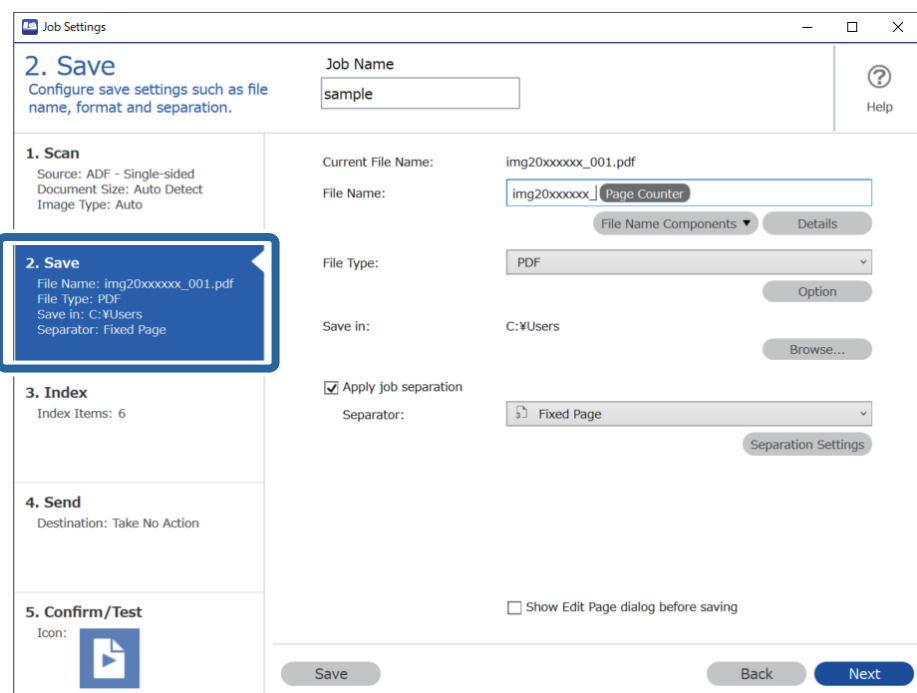 Job Settings
2. Save
Configure save settings such as file
name, format and separation.
Job Name
sample
Help
1. Scan
Source: ADF - Single-sided
Document Size: Auto Detect
Image Type: Auto
2. Save
File Name: img20xxxxxx_001.pdf
File Type: PDF
Save in: C:¥Users
Separator: Fixed Page
3. Index
Index Items: 6
4. Send
Destination: Take No Action
5. Confirm/Test
Icon:
Current File Name: img20xxxxxx_001.pdf
File Name: img20xxxxxx_ Page Counter
File Name Components ▼ Details
File Type: PDF
Option
Save in: C:¥Users
Browse...
Apply job separation
Separator: 3 Fixed Page
Separation Settings
Show Edit Page dialog before saving
Save Back Next